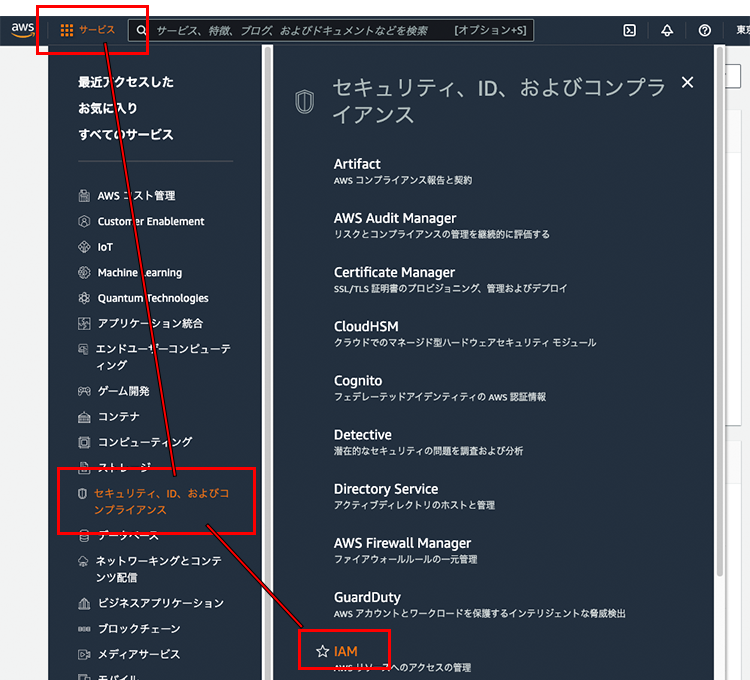 aws
サービス
サービス、特徴、ブログ、およびドキュメントなどを検索
[オプション+S]
東京
最近アクセスした
お気に入り
すべてのサービス
AWS コスト管理
Customer Enablement
IoT
Machine Learning
Quantum Technologies
アプリケーション統合
エンドユーザーコンピューテ
ィング
ゲーム開発
コンテナ
コンピューティング
ストレージ
セキュリティ、ID、およびコ
ンプライアンス
データベース
ネットワーキングとコンテ
ンツ配信
ビジネスアプリケーション
ブロックチェーン
メディアサービス
モバイル
セキュリティ、ID、およびコンプラ
イアンス
Artifact
AWS コンプライアンス報告と契約
AWS Audit Manager
リスクとコンプライアンスの管理を継続的に評価する
Certificate Manager
SSL/TLS 証明書のプロビジョニング、管理およびデプロイ
CloudHSM
クラウドでのマネージド型ハードウェアセキュリティ モジュール
Cognito
フェデレーテッドアイデンティティの AWS 認証情報
Detective
潜在的なセキュリティの問題を調査および分析
Directory Service
アクティブディレクトリのホストと管理
AWS Firewall Manager
ファイアウォールルールの一元管理
GuardDuty
AWS アカウントとワークロードを保護するインテリジェントな脅威検出
IAM
AWS リソースへのアクセスの管理